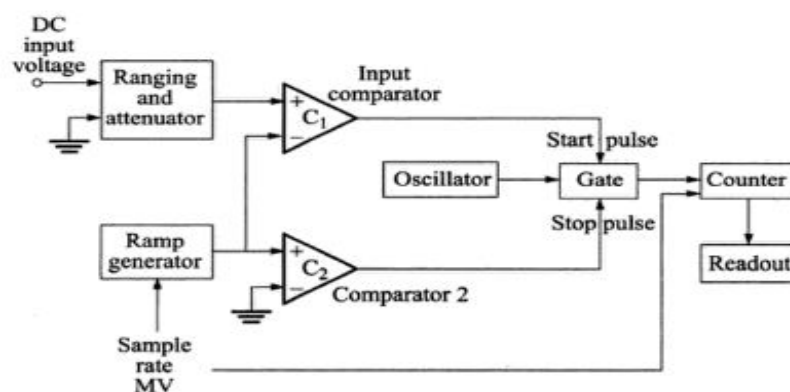 DC
input
voltage
Ranging
and
attenuator
+
C1
−
Input
comparator
Start pulse
Oscillator
Gate
Counter
Stop pulse
Ramp
generator
+
C2
−
Comparator 2
Readout
Sample
rate
MV